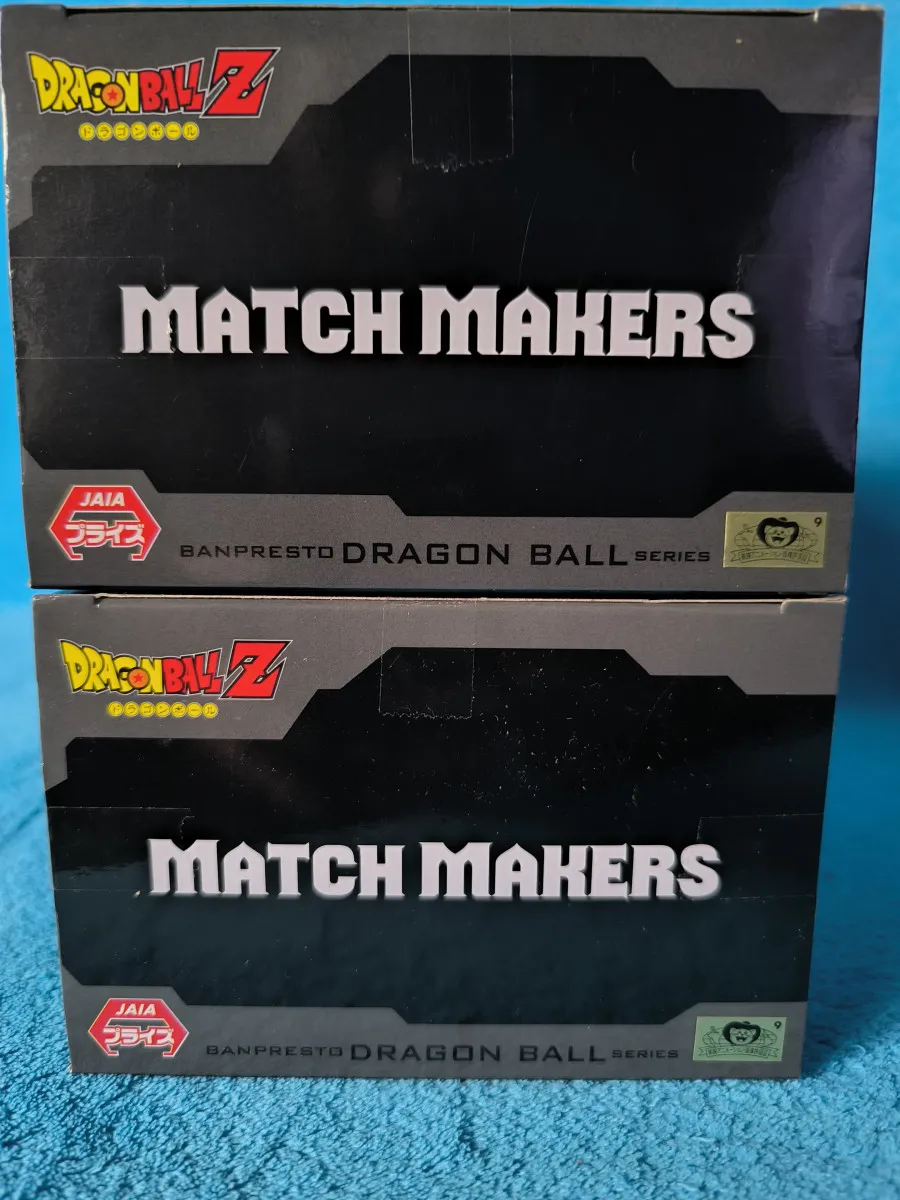 DRAGON BALL Z
ドラゴンボール
MATCH MAKERS
JAIA
プライズ
BANPRESTO DRAGON BALL SERIES
9
DRAGON BALL Z
ドラゴンボール
MATCH MAKERS
JAIA
プライズ
BANPRESTO DRAGON BALL SERIES
9